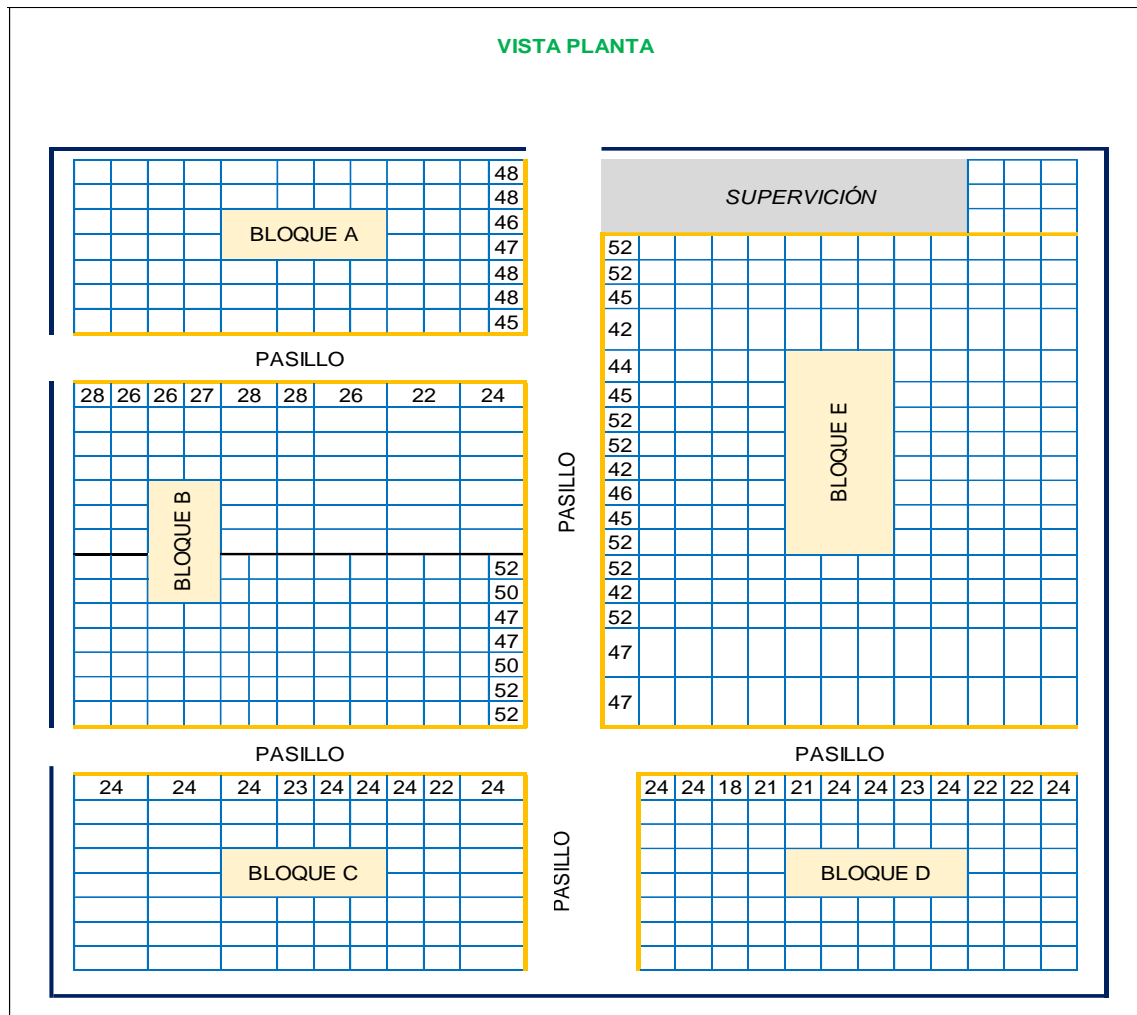 VISTA PLANTA
48
48
46
47
48
48
45
BLOQUE A
SUPERVICIÓN
52
52
45
42
44
45
52
52
42
46
45
52
52
42
52
47
47
BLOQUE E
PASILLO
28 26 26 27 28 28 26 22 24
BLOQUE B
52
50
47
47
50
52
52
PASILLO
PASILLO
PASILLO
24 24 24 23 24 24 24 22 24
BLOQUE C
PASILLO
24 24 18 21 21 24 24 23 24 22 22 24
BLOQUE D